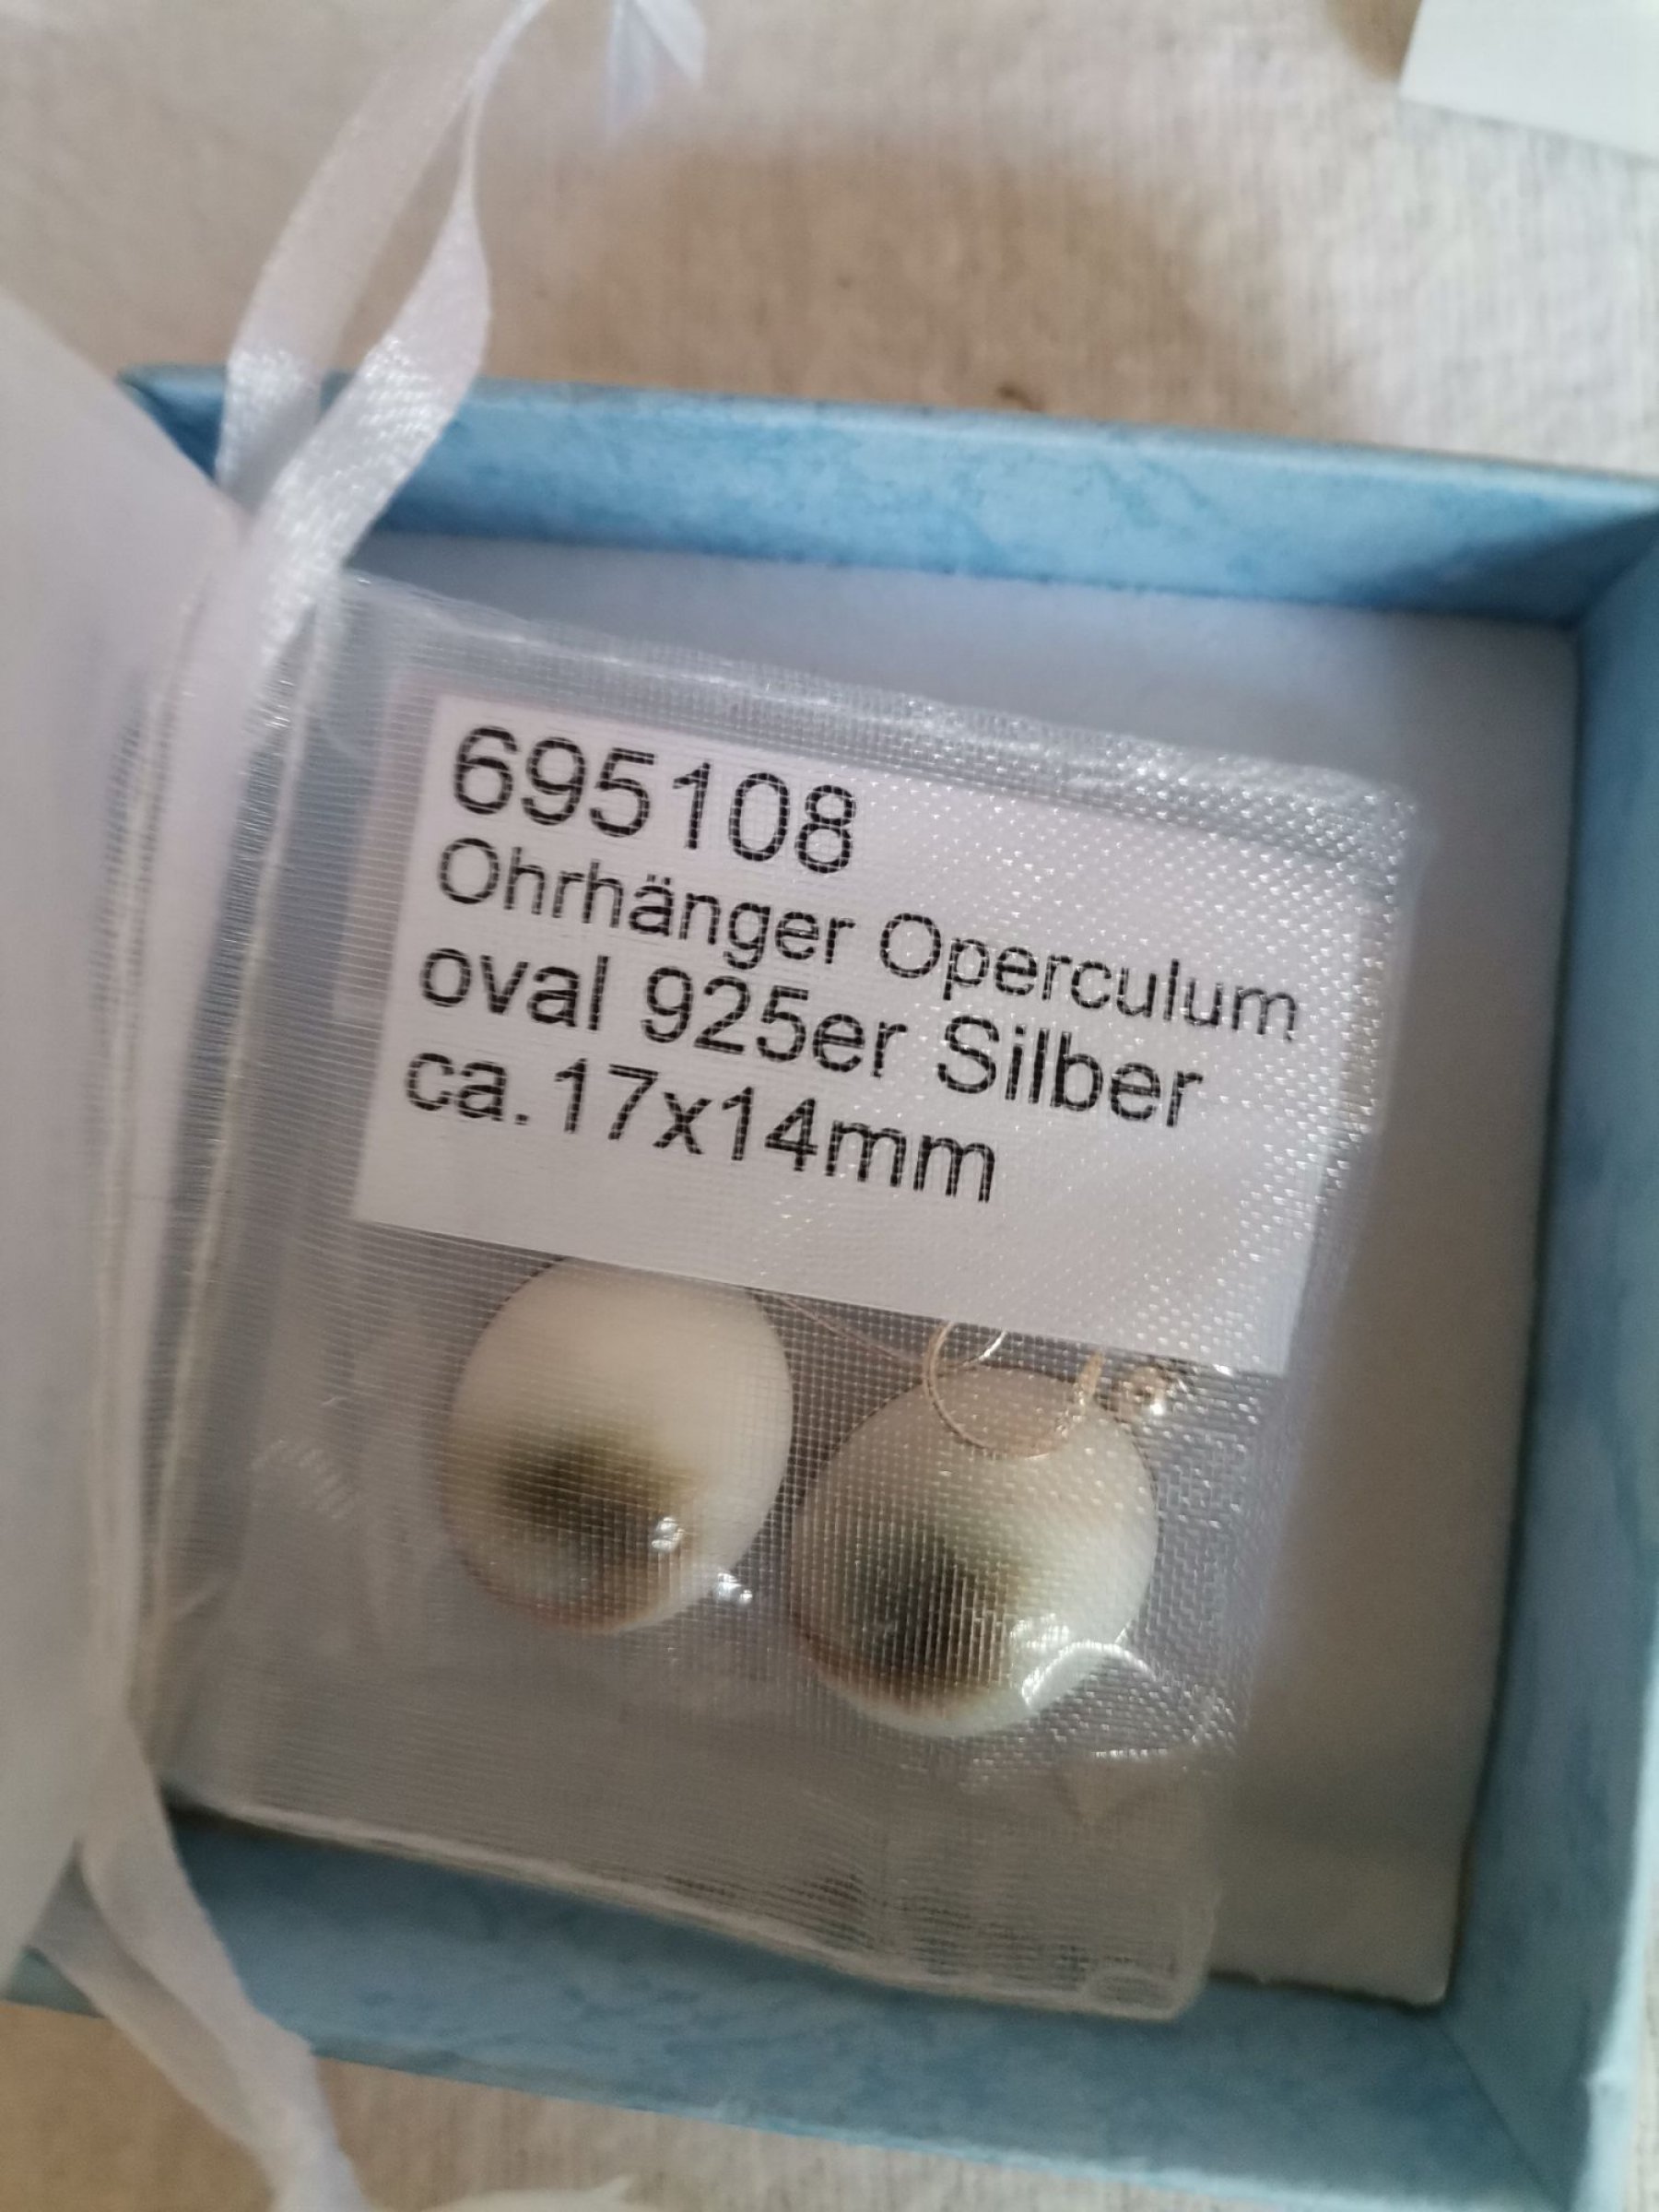 695108
Ohrhänger Operculum
oval 925er Silber
ca. 17x14mm